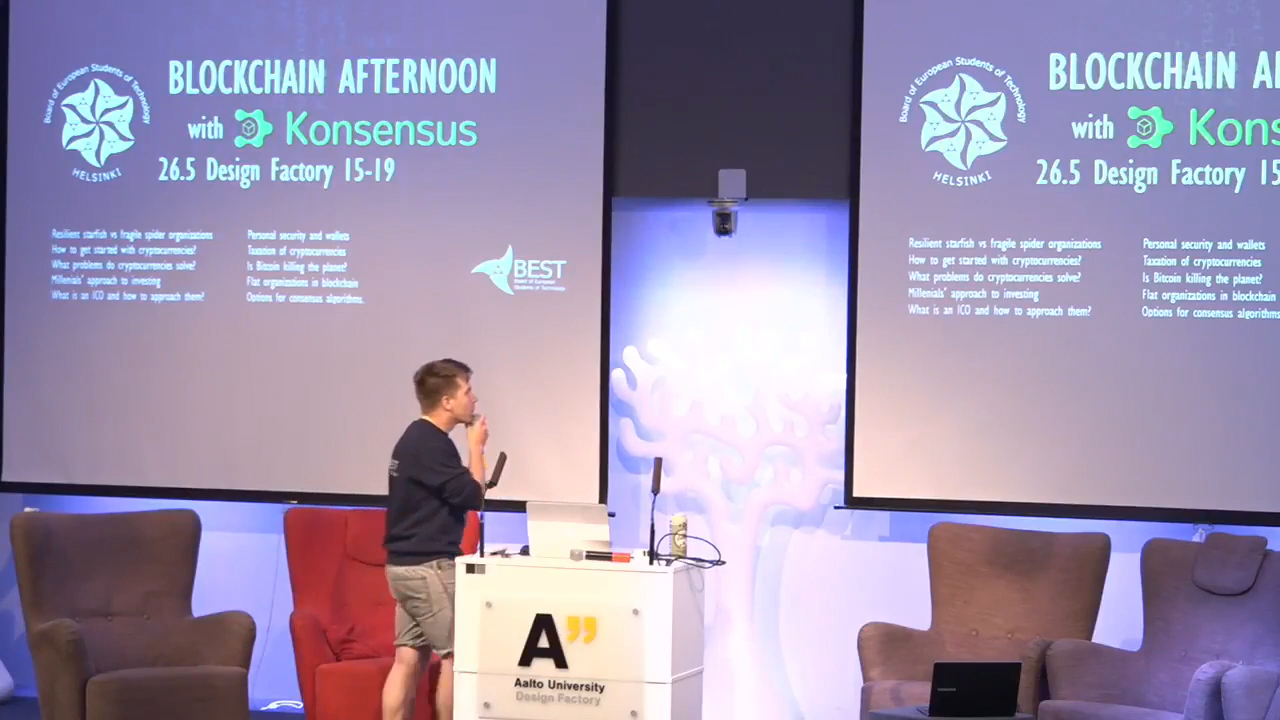 Board of European Students of Technology
HELSINKI
BLOCKCHAIN AFTERNOON
with Konsensus
26.5 Design Factory 15-19
Resilient starfish vs fragile spider organizations
How to get started with cryptocurrencies?
What problems do cryptocurrencies solve?
Millenials' approach to investing
What is an ICO and how to approach them?
Personal security and wallets
Taxation of cryptocurrencies
Is Bitcoin killing the planet?
Flat organizations in blockchain
Options for consensus algorithms.
BEST
Board of European
Students of Technology
Board of European Students of Technology
HELSINKI
BLOCKCHAIN AF
with Kons
26.5 Design Factory 15
Resilient starfish vs fragile spider organizations
How to get started with cryptocurrencies?
What problems do cryptocurrencies solve?
Millenials' approach to investing
What is an ICO and how to approach them?
Personal security and wallets
Taxation of cryptocurrencies
Is Bitcoin killing the planet?
Flat organizations in blockchain
Options for consensus algorithms
A”
Aalto University
Design Factory